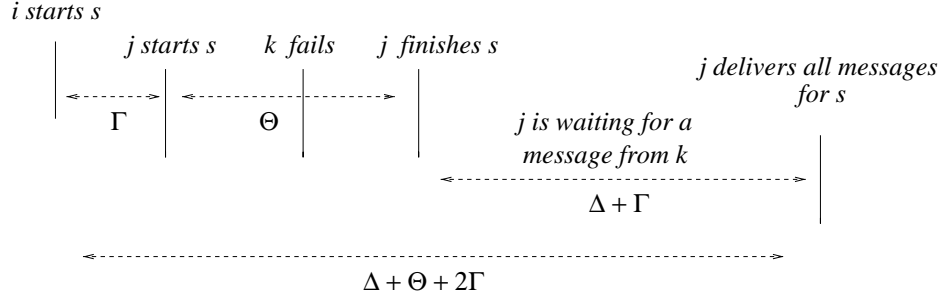 i starts s
j starts s
k fails
j finishes s
j delivers all messages
for s
Γ
Θ
j is waiting for a
message from k
Δ + Γ
Δ + Θ + 2Γ